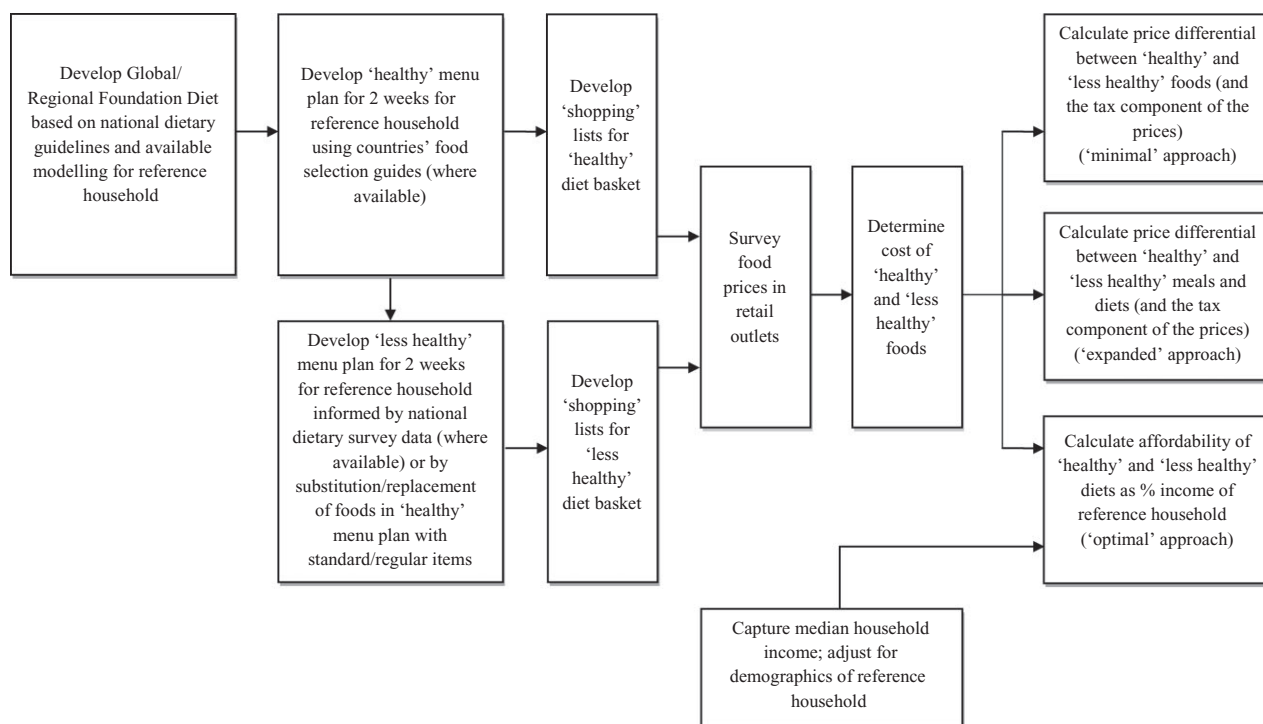 Develop Global/
Regional Foundation Diet
based on national dietary
guidelines and available
modelling for reference
household
Develop ‘healthy’ menu
plan for 2 weeks for
reference household
using countries’ food
selection guides (where
available)
Develop
‘shopping’
lists for
‘healthy’
diet basket
Develop ‘less healthy’
menu plan for 2 weeks
for reference household
informed by national
dietary survey data (where
available) or by
substitution/replacement
of foods in ‘healthy’
menu plan with
standard/regular items
Develop
‘shopping’
lists for
‘less
healthy’
diet basket
Survey
food
prices in
retail
outlets
Determine
cost of
‘healthy’
and ‘less
healthy’
foods
Calculate price differential
between ‘healthy’ and
‘less healthy’ foods (and
the tax component of the
prices)
(‘minimal’ approach)
Calculate price differential
between ‘healthy’ and
‘less healthy’ meals and
diets (and the tax
component of the prices)
(‘expanded’ approach)
Calculate affordability of
‘healthy’ and ‘less healthy’
diets as % income of
reference household
(‘optimal’ approach)
Capture median household
income; adjust for
demographics of reference
household